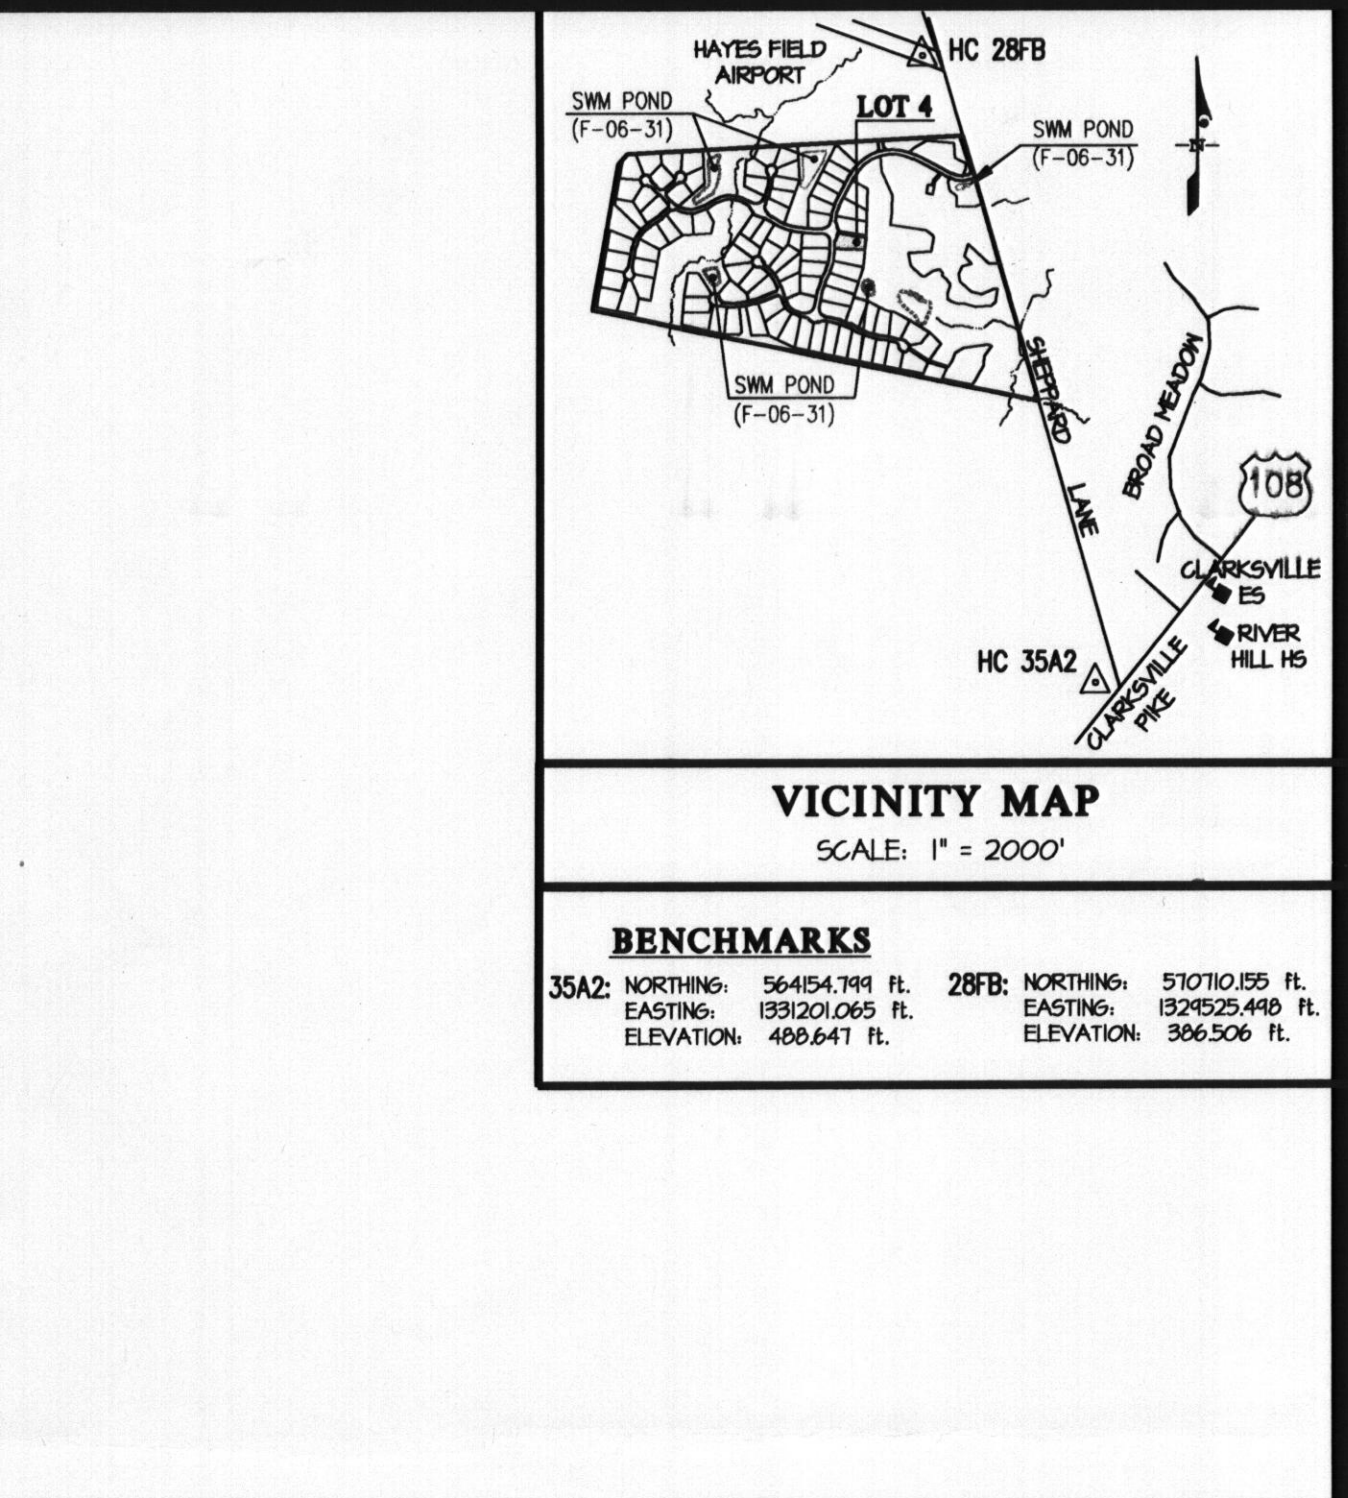 HAYES FIELD
AIRPORT
HC 28FB
SWM POND
(F-06-31)
LOT 4
SWM POND
(F-06-31)
N
SWM POND
(F-06-31)
SHEPPARD
LANE
BROAD MEADOW
108
CLARKSVILLE
ES
RIVER
HILL HS
HC 35A2
CLARKSVILLE
PIKE
VICINITY MAP
SCALE: 1" = 2000'
BENCHMARKS
35A2: NORTHING: 564154.799 ft.
EASTING: 1331201.065 ft.
ELEVATION: 488.647 ft.
28FB: NORTHING: 570710.155 ft.
EASTING: 1329525.498 ft.
ELEVATION: 386.506 ft.